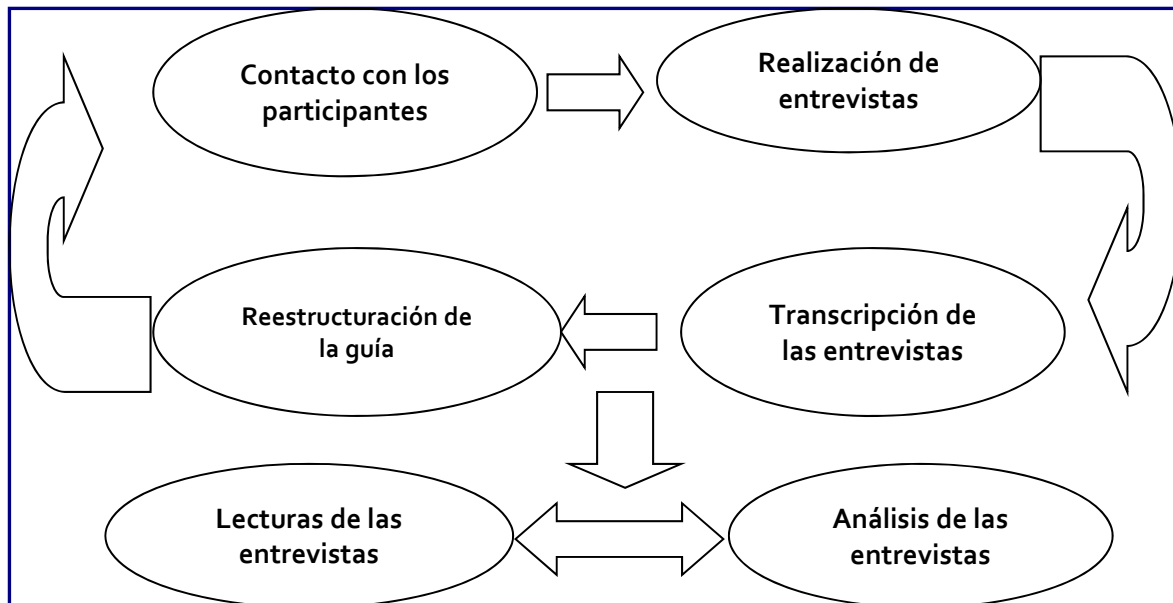 Contacto con los
participantes
Realización de
entrevistas
Reestructuración de
la guía
Transcripción de
las entrevistas
Lecturas de las
entrevistas
Análisis de las
entrevistas